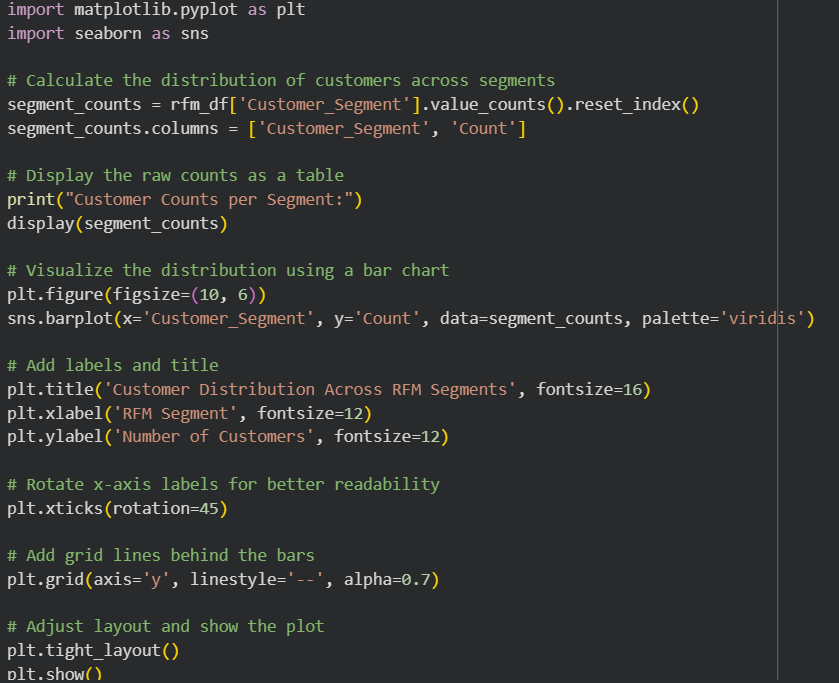 import matplotlib.pyplot as plt
import seaborn as sns
# Calculate the distribution of customers across segments
segment_counts = rfm_df['Customer_Segment'].value_counts().reset_index()
segment_counts.columns = ['Customer_Segment', 'Count']
# Display the raw counts as a table
print("Customer Counts per Segment:")
display(segment_counts)
# Visualize the distribution using a bar chart
plt.figure(figsize=(10, 6))
sns.barplot(x='Customer_Segment', y='Count', data=segment_counts, palette='viridis')
# Add labels and title
plt.title('Customer Distribution Across RFM Segments', fontsize=16)
plt.xlabel('RFM Segment', fontsize=12)
plt.ylabel('Number of Customers', fontsize=12)
# Rotate x-axis labels for better readability
plt.xticks(rotation=45)
# Add grid lines behind the bars
plt.grid(axis='y', linestyle='--', alpha=0.7)
# Adjust layout and show the plot
plt.tight_layout()
plt.show()